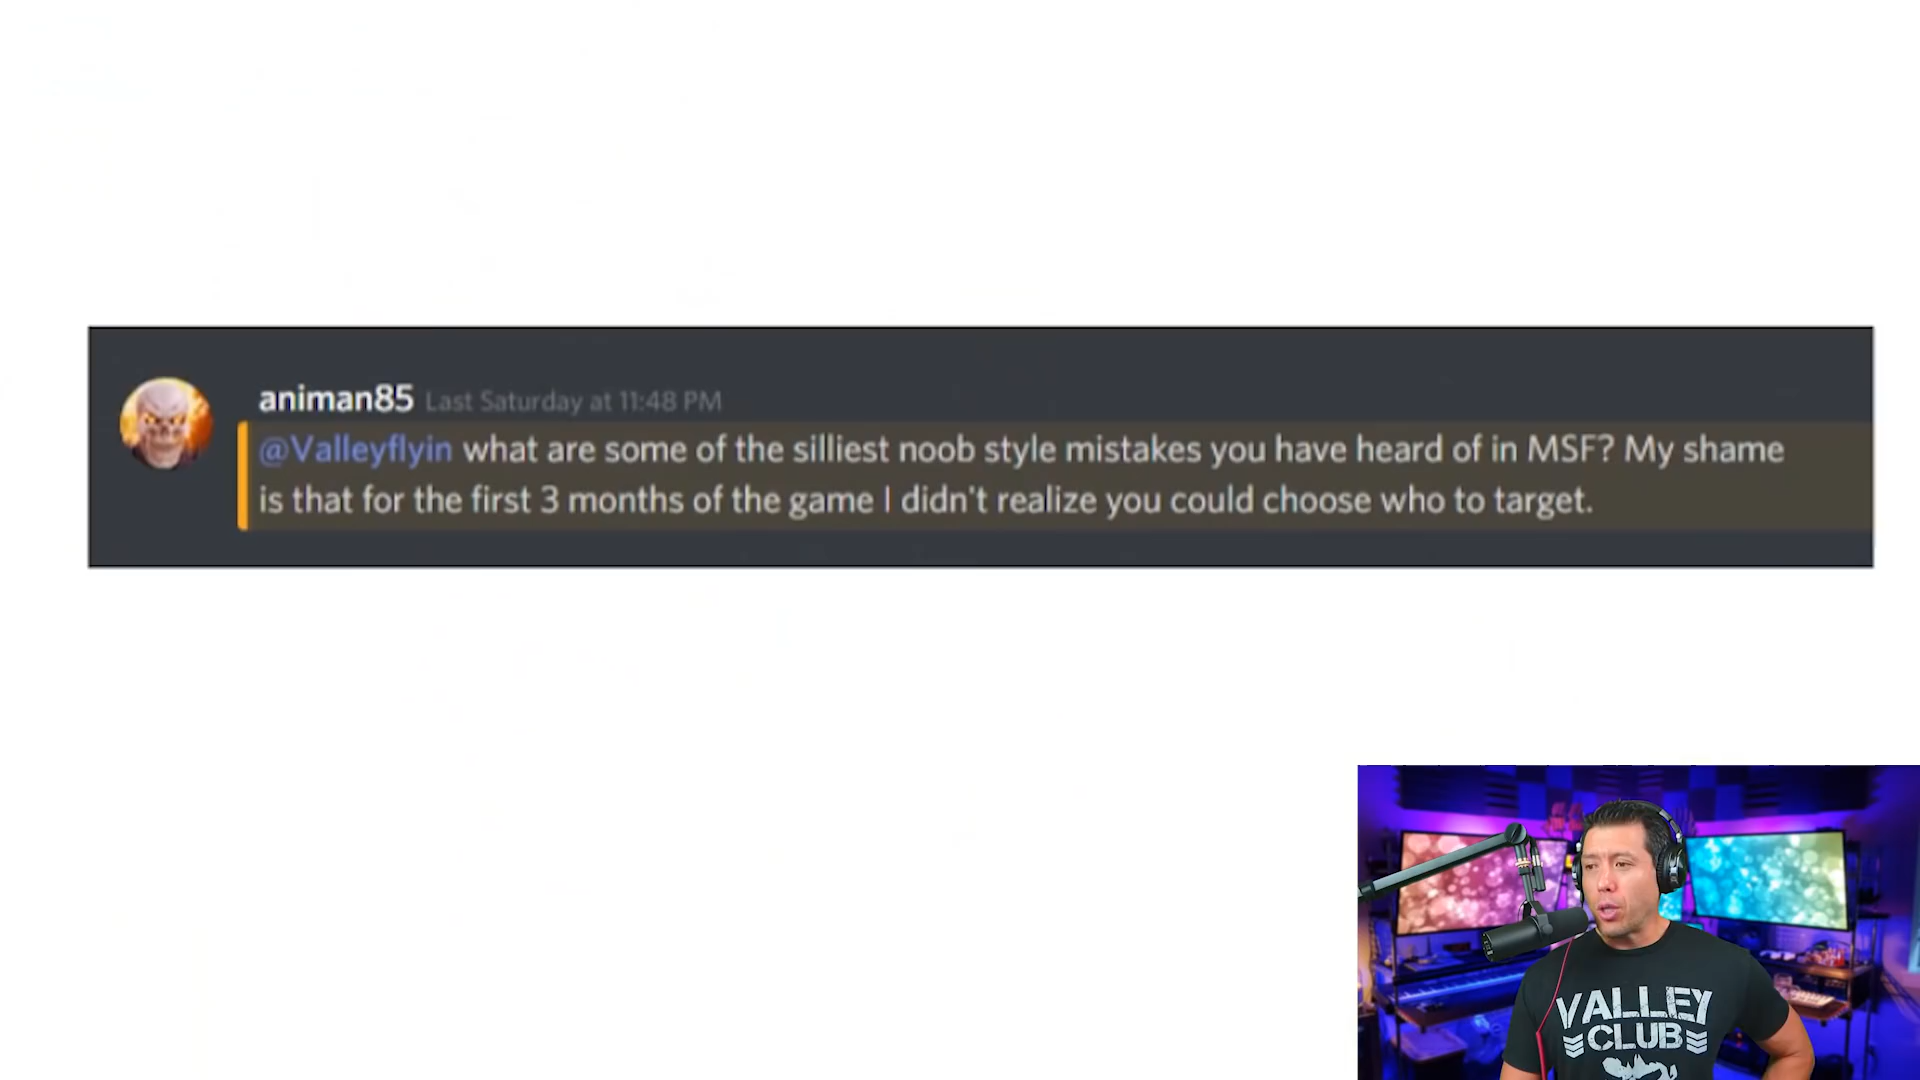 animan85 Last Saturday at 11:48 PM
@Valleyflyin what are some of the silliest noob style mistakes you have heard of in MSF? My shame
is that for the first 3 months of the game I didn't realize you could choose who to target.
VALLEY
CLUB